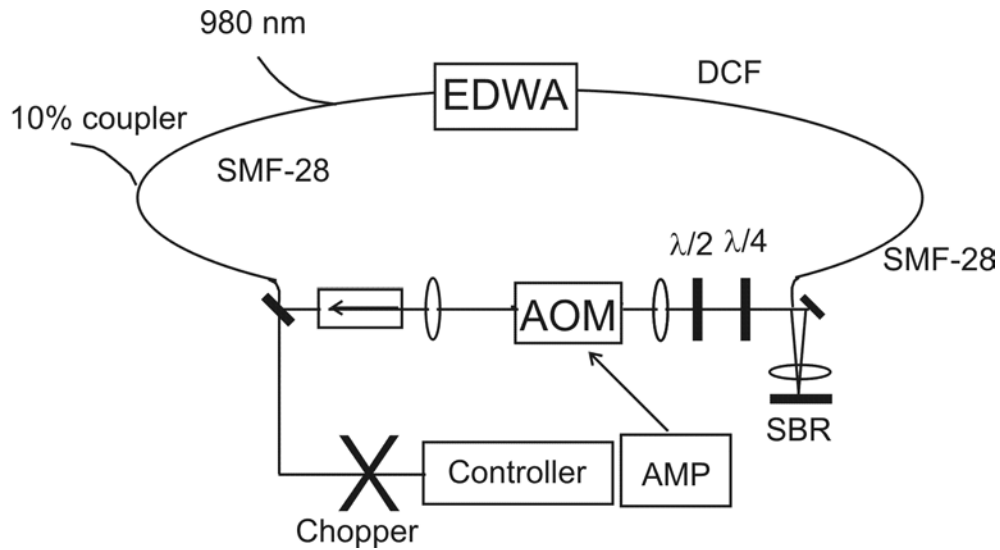 980 nm
EDWA
DCF
10% coupler
SMF-28
λ/2
λ/4
SMF-28
AOM
SBR
Controller
AMP
Chopper